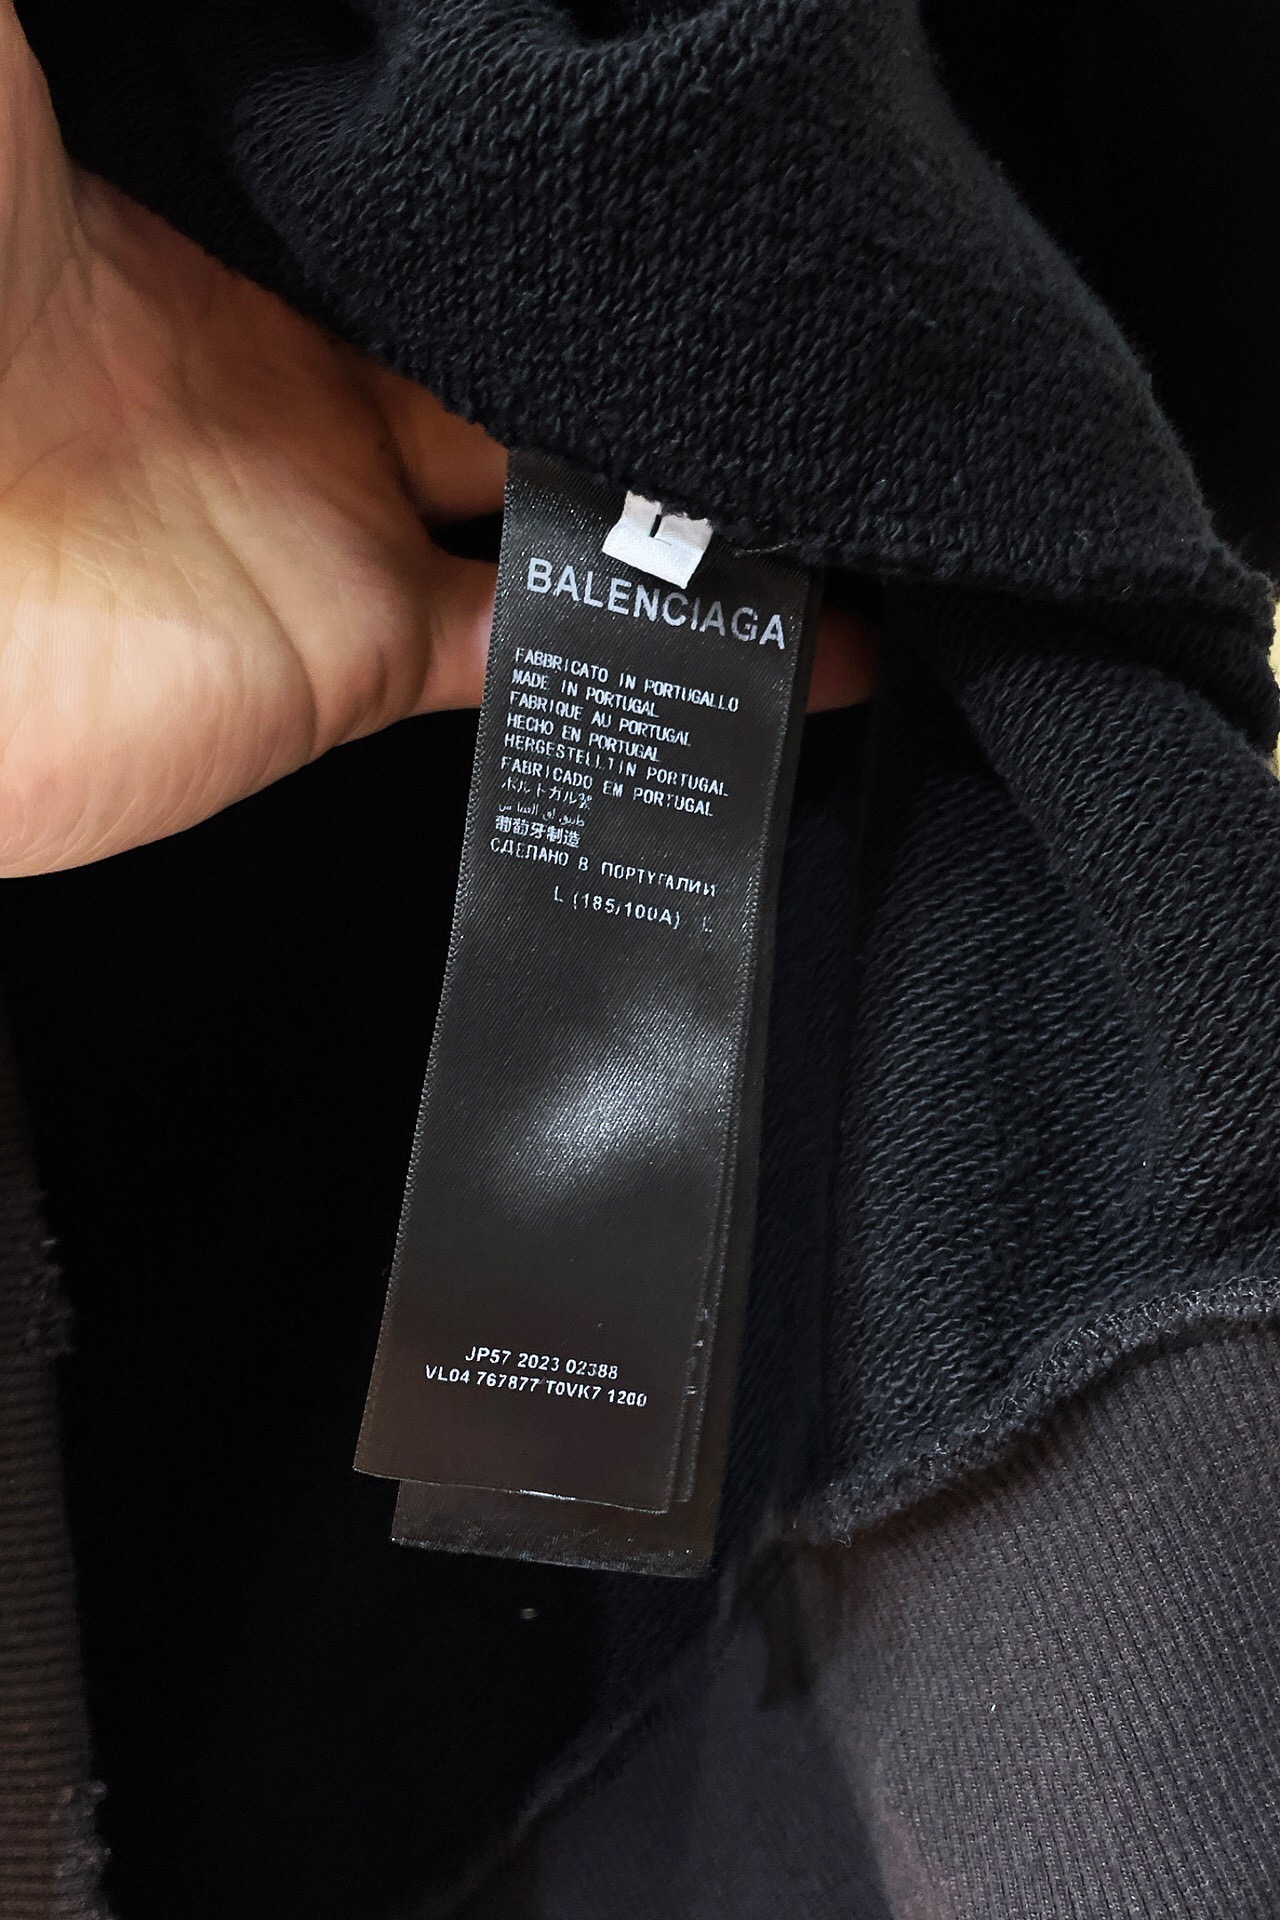 L
BALENCIAGA
FABBRICATO IN PORTUGALLO
MADE IN PORTUGAL
FABRIQUE AU PORTUGAL
HECHO EN PORTUGAL
HERGESTELLT IN PORTUGAL
FABRICADO EM PORTUGAL
ポルトガル製
葡萄牙制造
СДЕЛАНО В ПОРТУГАЛИИ
L (185/100A) L
JP57 2023 02388
VL04 767877 T0VK7 1200